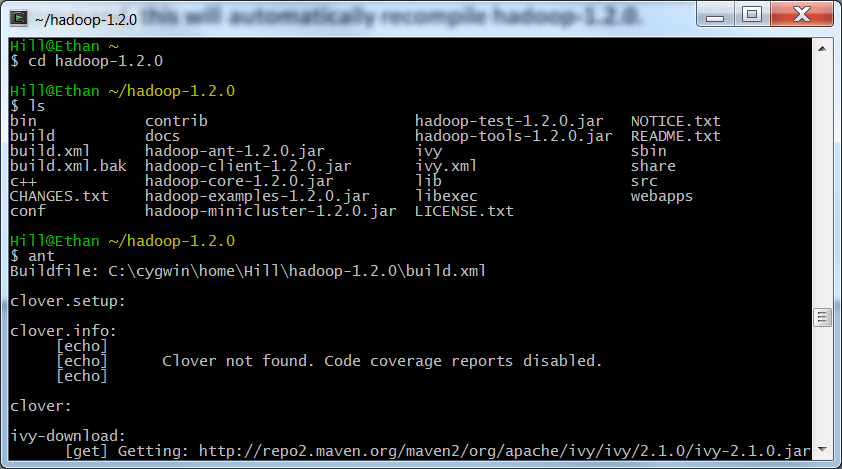 ~/hadoop-1.2.0
this will automatically recompile hadoop-1.2.0.
Hill@Ethan ~
$ cd hadoop-1.2.0
Hill@Ethan ~/hadoop-1.2.0
$ ls
bin contrib hadoop-test-1.2.0.jar NOTICE.txt
build docs hadoop-tools-1.2.0.jar README.txt
build.xml hadoop-ant-1.2.0.jar ivy sbin
build.xml.bak hadoop-client-1.2.0.jar ivy.xml share
c++ hadoop-core-1.2.0.jar lib src
CHANGES.txt hadoop-examples-1.2.0.jar libexec webapps
conf hadoop-minicluster-1.2.0.jar LICENSE.txt
Hill@Ethan ~/hadoop-1.2.0
$ ant
Buildfile: C:\cygwin\home\Hill\hadoop-1.2.0\build.xml
clover.setup:
clover.info:
[echo]
[echo] Clover not found. Code coverage reports disabled.
[echo]
clover:
ivy-download:
[get] Getting: http://repo2.maven.org/maven2/org/apache/ivy/ivy/2.1.0/ivy-2.1.0.jar